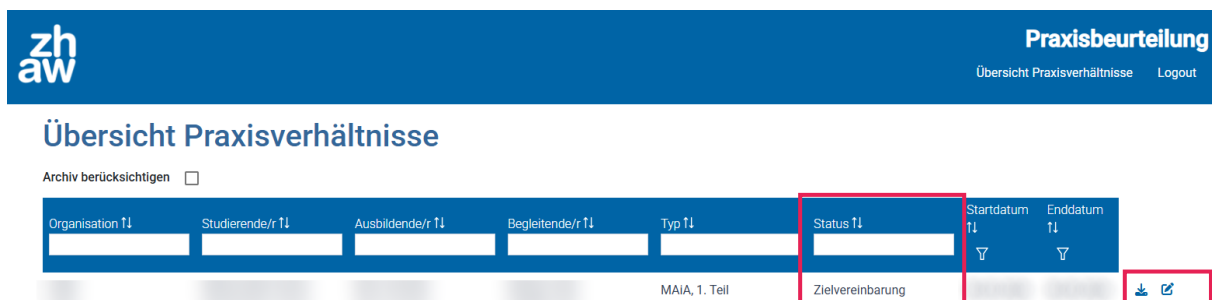 zh
aw
Praxisbeurteilung
Übersicht Praxisverhältnisse Logout
Übersicht Praxisverhältnisse
Archiv berücksichtigen
Organisation Studierende/r Ausbildende/r Begleitende/r Typ Status Startdatum Enddatum
MAiA, 1. Teil Zielvereinbarung